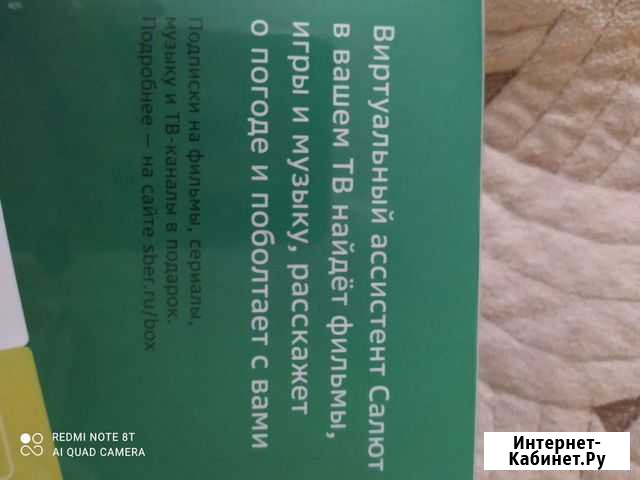 Виртуальный ассистент Салют
в вашем ТВ найдёт фильмы,
игры и музыку, расскажет
о погоде и поболтает с вами
Подписки на фильмы, сериалы,
музыку и ТВ-каналы в подарок.
Подробнее — на сайте sber.ru/box
REDMI NOTE 8T
AI QUAD CAMERA
Интернет-
Кабинет.Ру